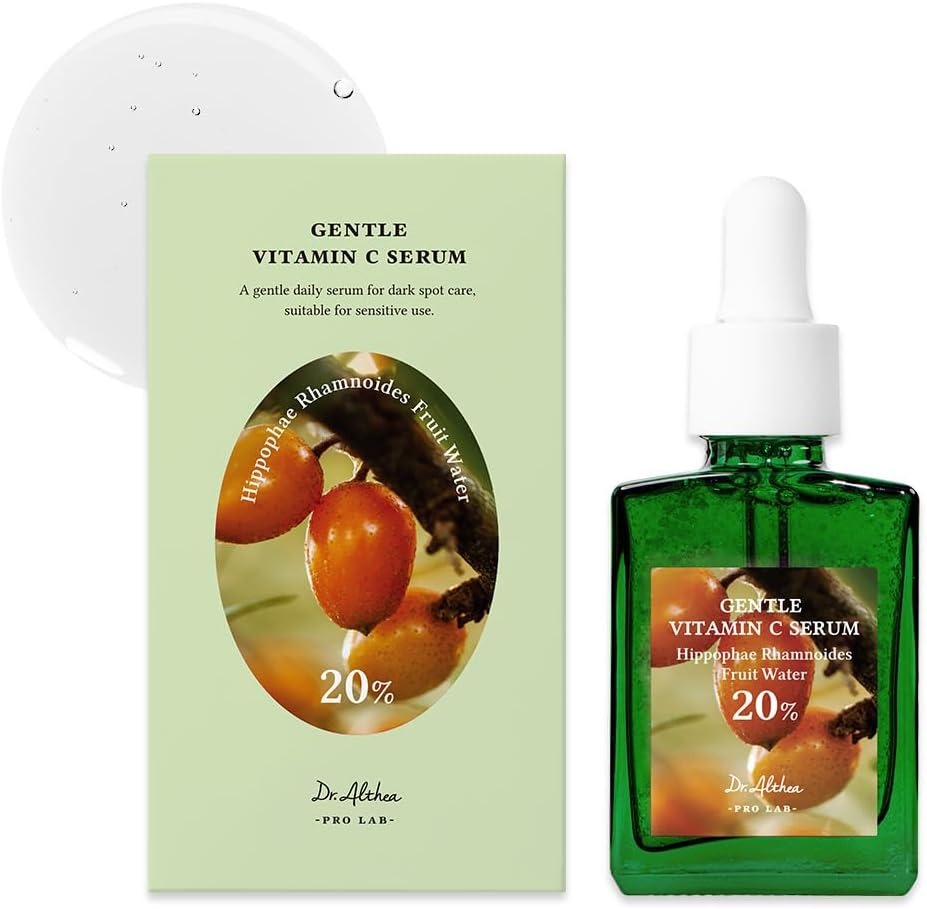 GENTLE
VITAMIN C SERUM
A gentle daily serum for dark spot care,
suitable for sensitive use.
Hippophae Rhamnoides Fruit Water
20%
Dr.Althea
-PRO LAB-
GENTLE
VITAMIN C SERUM
Hippophae Rhamnoides
Fruit Water
20%
Dr.Althea
-PRO LAB-